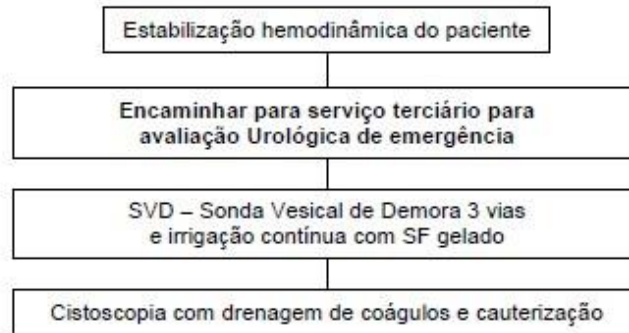 Estabilização hemodinâmica do paciente
Encaminhar para serviço terciário para
avaliação Urológica de emergência
SVD – Sonda Vesical de Demora 3 vias
e irrigação contínua com SF gelado
Cistoscopia com drenagem de coágulos e cauterização